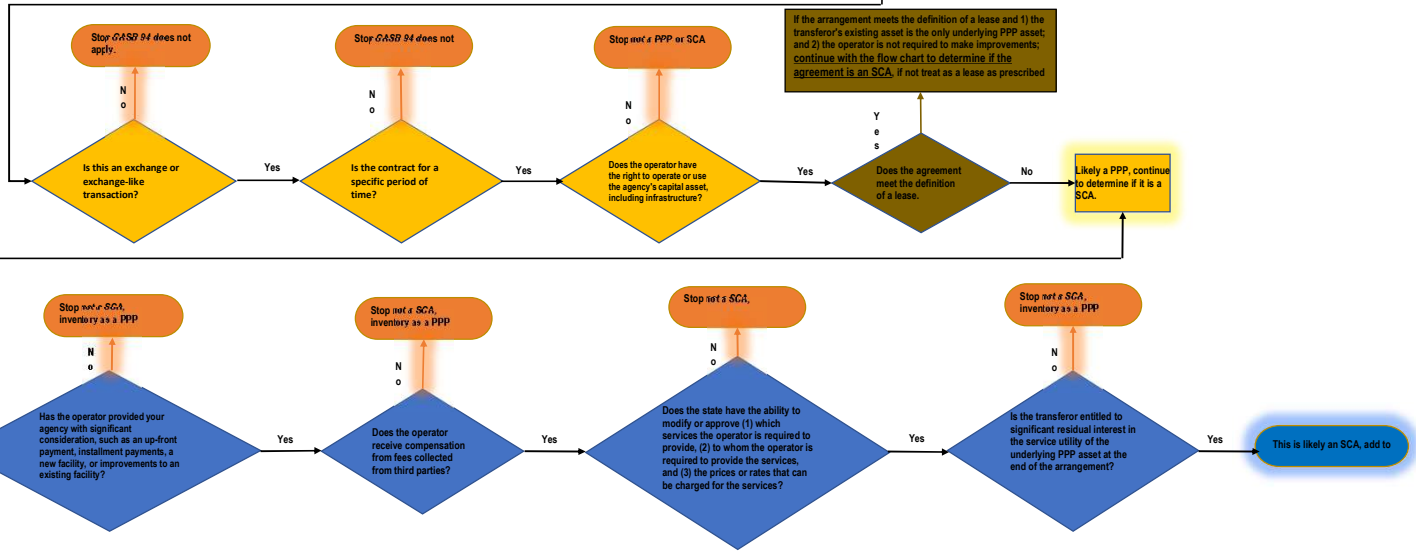 Stop GASB 94 does not
apply.
Stop GASB 94 does not
Stop not a PPP or SCA
If the arrangement meets the definition of a lease and 1) the
transferor's existing asset is the only underlying PPP asset;
and 2) the operator is not required to make improvements;
continue with the flow chart to determine if the
agreement is an SCA, if not treat as a lease as prescribed
N
o
N
o
N
o
Y
e
s
Is this an exchange or
exchange-like
transaction?
Yes
Is the contract for a
specific period of
time?
Yes
Does the operator have
the right to operate or use
the agency's capital asset,
including infrastructure?
Yes
Does the agreement
meet the definition
of a lease.
No
Likely a PPP, continue
to determine if it is a
SCA.
Stop not a SCA,
inventory as a PPP
Stop not a SCA,
inventory as a PPP
Stop not a SCA,
Stop not a SCA,
inventory as a PPP
N
o
N
o
N
o
N
o
Has the operator provided your
agency with significant
consideration, such as an up-front
payment, installment payments, a
new facility, or improvements to an
existing facility?
Yes
Does the operator
receive compensation
from fees collected
from third parties?
Yes
Does the state have the ability to
modify or approve (1) which
services the operator is required to
provide, (2) to whom the operator is
required to provide the services,
and (3) the prices or rates that can
be charged for the services?
Yes
Is the transferor entitled to
significant residual interest in
the service utility of the
underlying PPP asset at the
end of the arrangement?
Yes
This is likely an SCA, add to